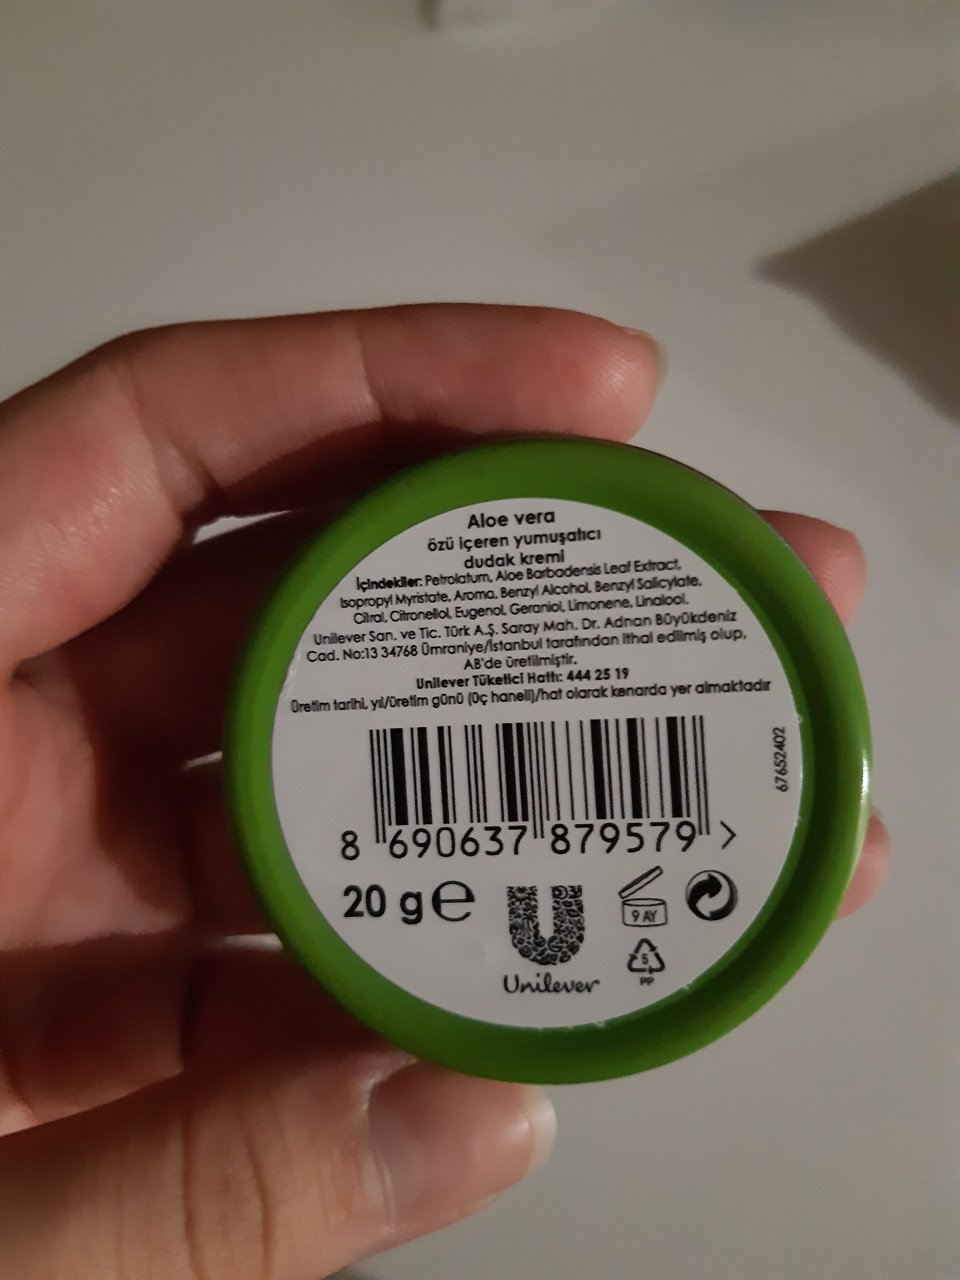 Aloe vera
özü içeren yumuşatıcı
dudak kremi
İçindekiler: Petrolatum, Aloe Barbadensis Leaf Extract,
Isopropyl Myristate, Aroma, Benzyl Alcohol, Benzyl Salicylate,
Citral, Citronellol, Eugenol, Geraniol, Limonene, Linalool.
Unilever San. ve Tic. Türk A.Ş. Saray Mah. Dr. Adnan Büyükdeniz
Cad. No:13 34768 Ümraniye/İstanbul tarafından ithal edilmiş olup,
AB'de üretilmiştir.
Unilever Tüketici Hattı: 444 25 19
Üretim tarihi, yıl/üretim günü (üç haneli)/hat olarak kenarda yer almaktadır
67652402
8 690637 879579 >
20 g e
U
9 AY
Unilever
5
PP